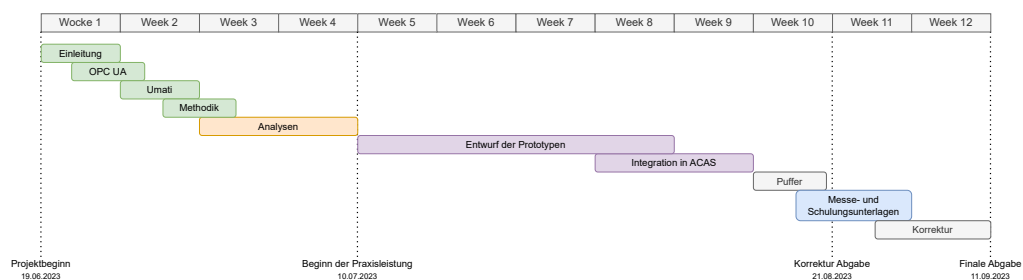 Wocke 1
Week 2
Week 3
Week 4
Week 5
Week 6
Week 7
Week 8
Week 9
Week 10
Week 11
Week 12
Einleitung
OPC UA
Umati
Methodik
Analysen
Entwurf der Prototypen
Integration in ACAS
Puffer
Messe- und
Schulungsunterlagen
Korrektur
Projektbeginn
19.06.2023
Beginn der Praxisleistung
10.07.2023
Korrektur Abgabe
21.08.2023
Finale Abgabe
11.09.2023